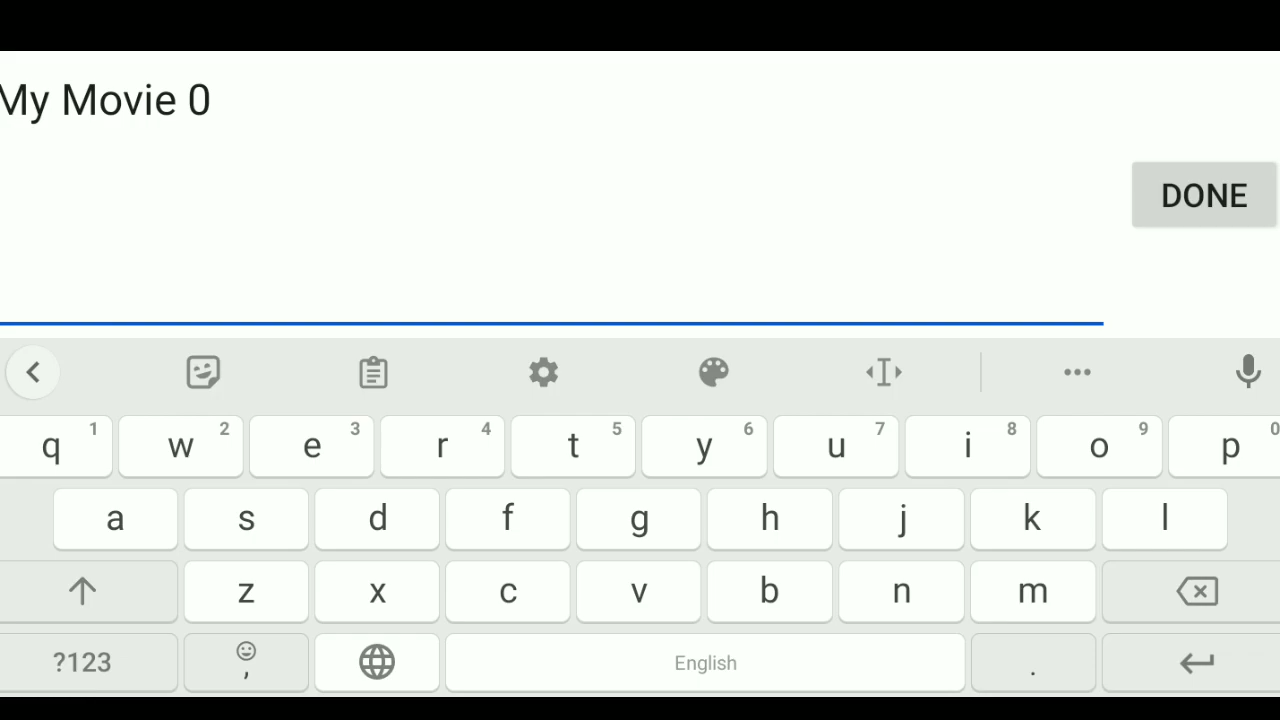 My Movie 0
DONE
q 1 w 2 e 3 r 4 t 5 y 6 u 7 i 8 o 9 p 0
a s d f g h j k l
z x c v b n m
?123 , English .